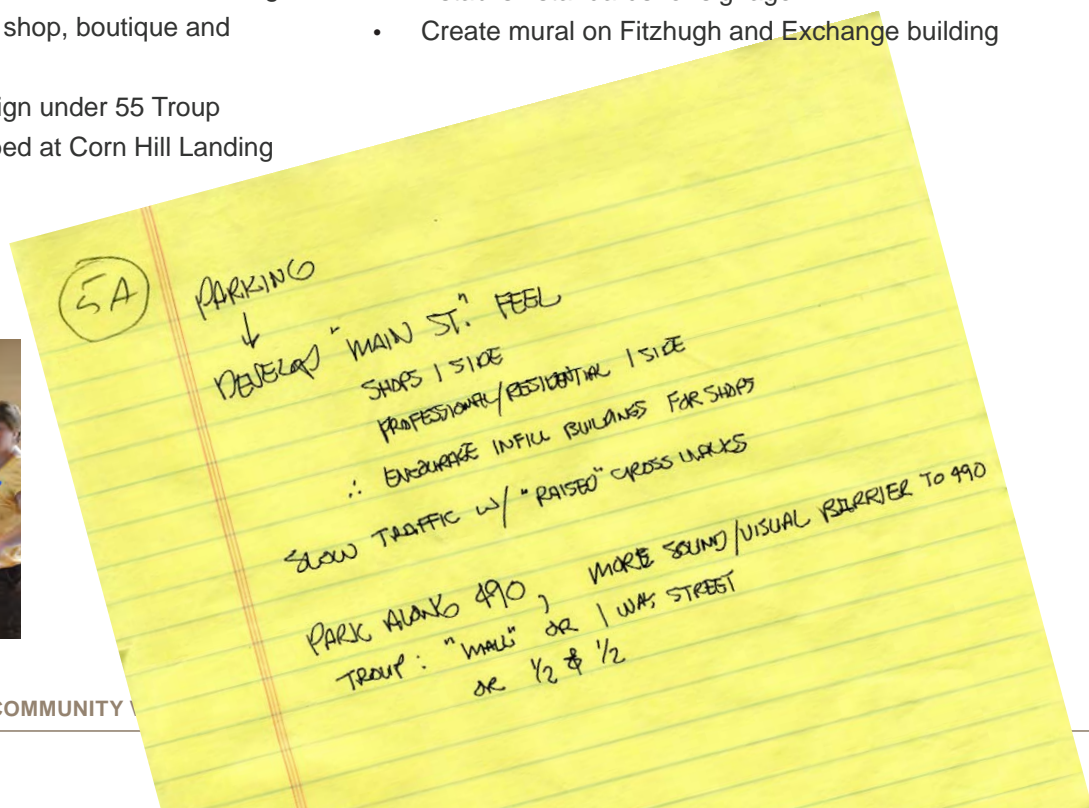 shop, boutique and
ign under 55 Troup
ed at Corn Hill Landing
• Create mural on Fitzhugh and Exchange building
5A
PARKING
↓
DEVELOP "MAIN ST." FEEL
SHOPS 1 SIDE
PROFESSIONAL/RESIDENTIAL 1 SIDE
∴ ENCOURAGE INFILL BUILDINGS FOR SHOPS
SLOW TRAFFIC W/ "RAISED" CROSS WALKS
PARK ALONG 490, MORE SOUND/VISUAL BARRIER TO 490
TROUP: "MALL" OR 1 WAY STREET
OR 1/2 & 1/2
COMMUNITY